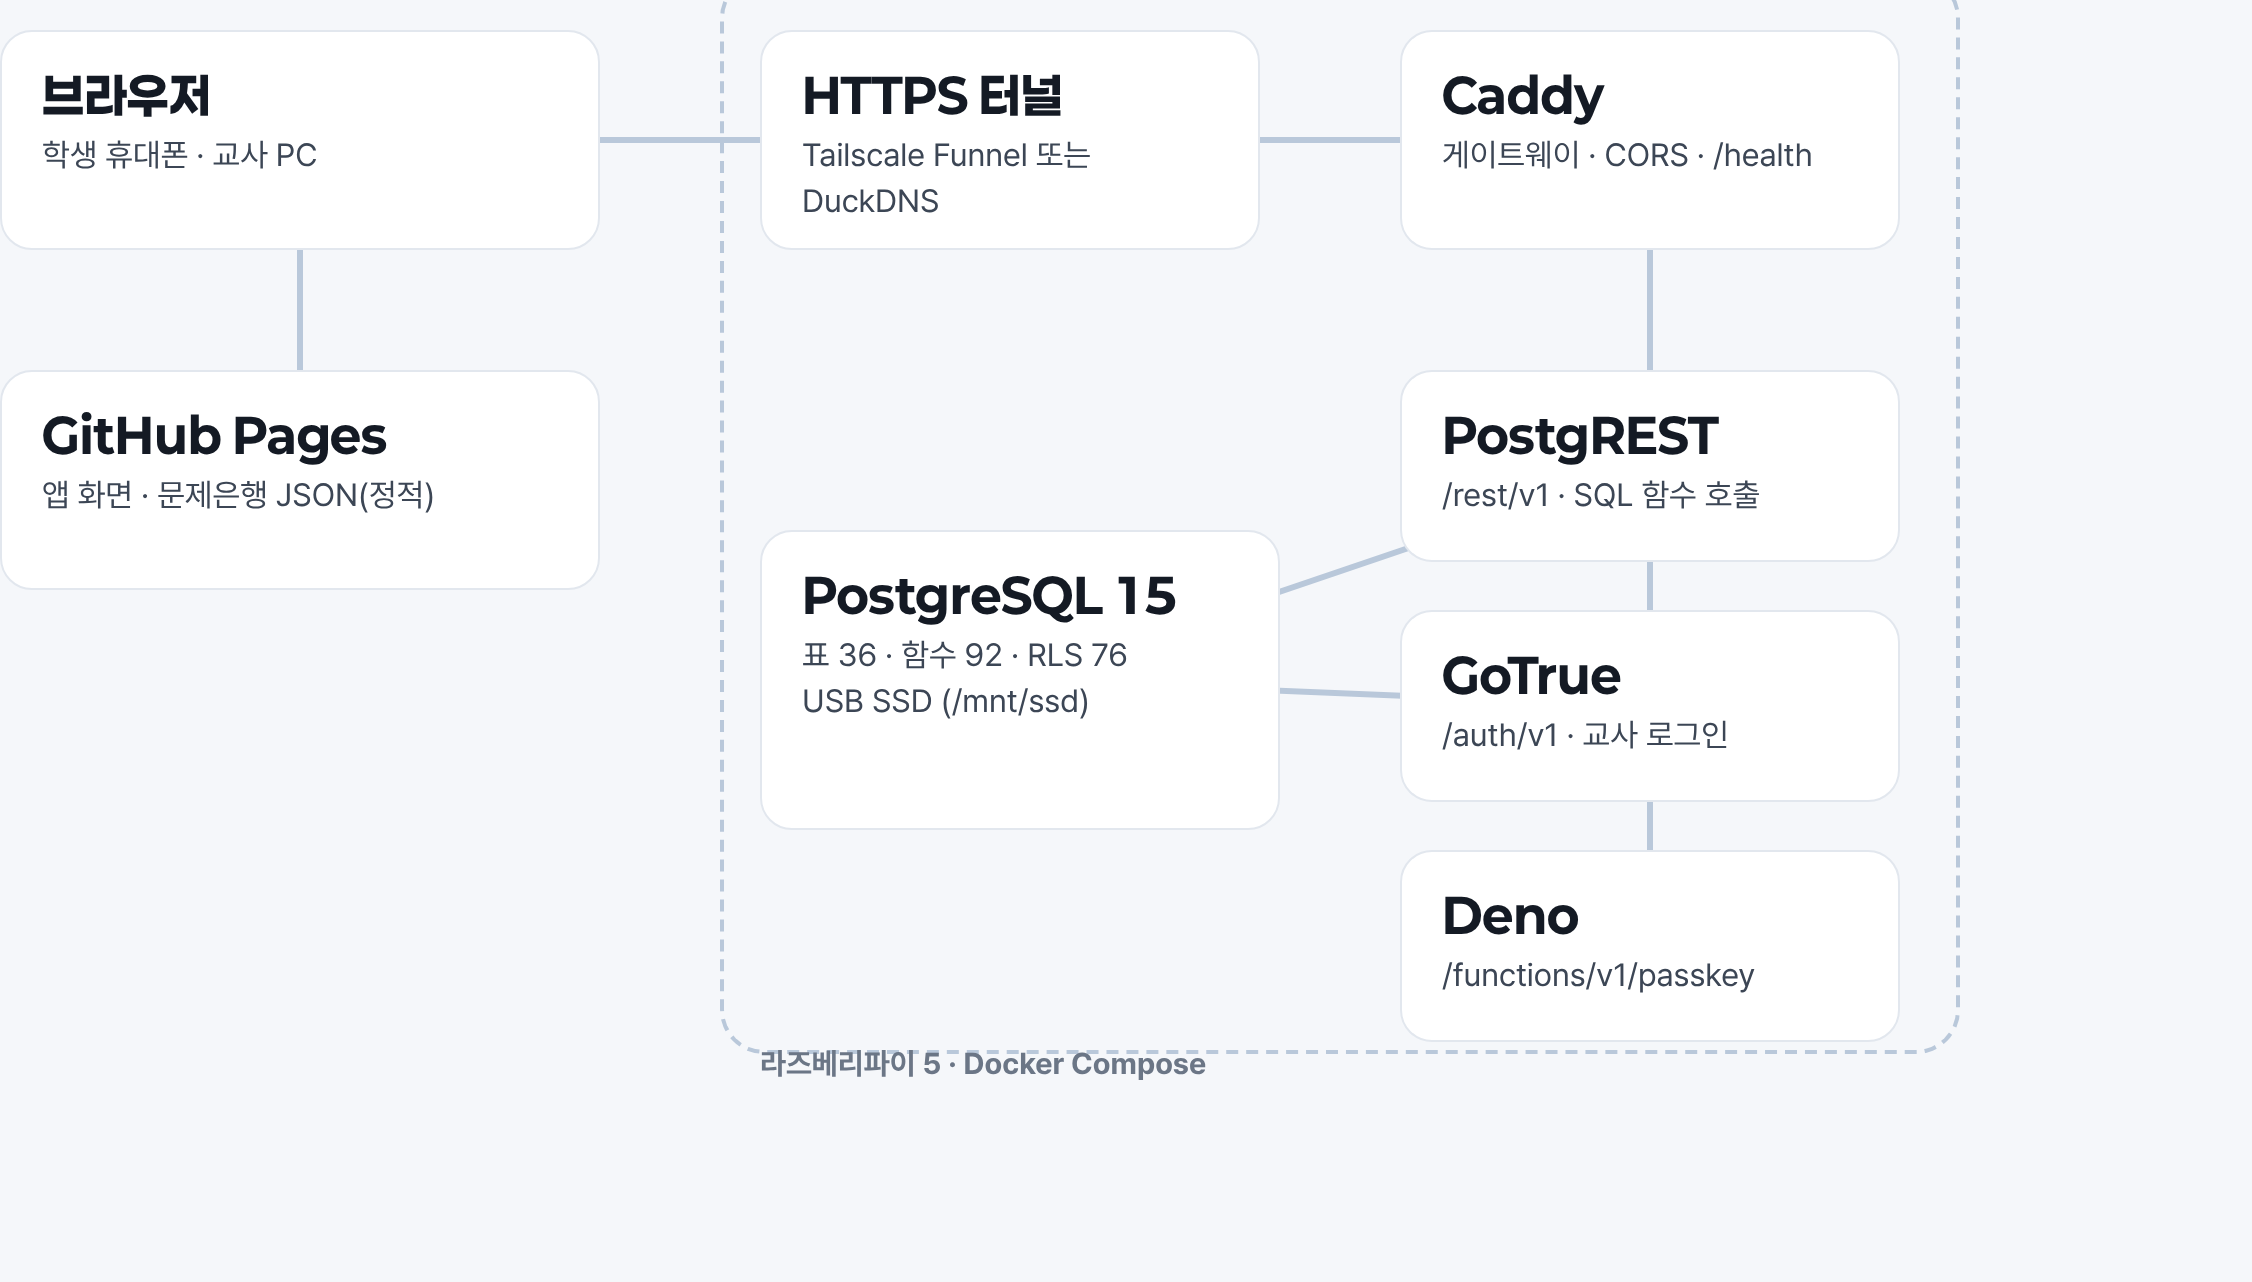 브라우저
학생 휴대폰 · 교사 PC
HTTPS 터널
Tailscale Funnel 또는
DuckDNS
Caddy
게이트웨이 · CORS · /health
GitHub Pages
앱 화면 · 문제은행 JSON(정적)
PostgREST
/rest/v1 · SQL 함수 호출
PostgreSQL 15
표 36 · 함수 92 · RLS 76
USB SSD (/mnt/ssd)
GoTrue
/auth/v1 · 교사 로그인
Deno
/functions/v1/passkey
라즈베리파이 5 · Docker Compose